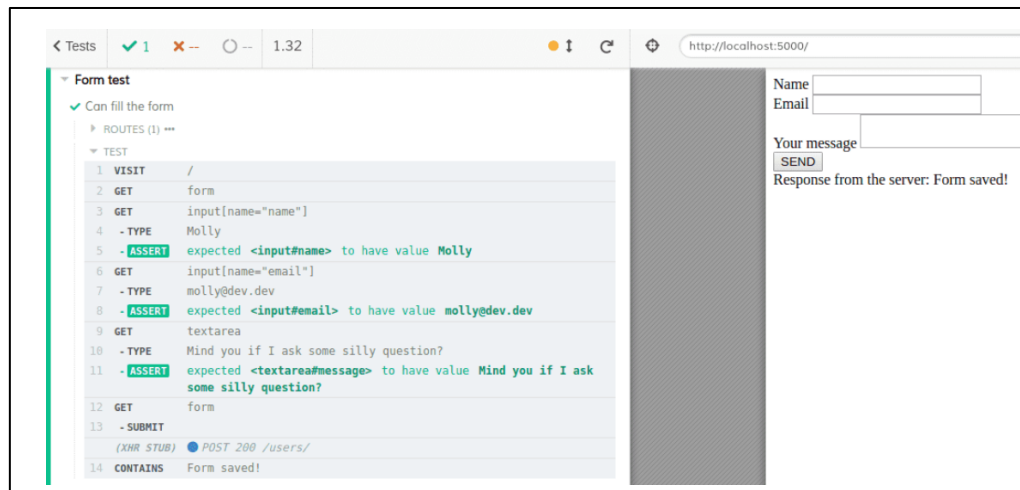 Tests 1 -- -- 1.32
Form test
Can fill the form
ROUTES (1)
TEST
1 VISIT /
2 GET form
3 GET input[name="name"]
4 - TYPE Molly
5 - ASSERT expected <input#name> to have value Molly
6 GET input[name="email"]
7 - TYPE molly@dev.dev
8 - ASSERT expected <input#email> to have value molly@dev.dev
9 GET textarea
10 - TYPE Mind you if I ask some silly question?
11 - ASSERT expected <textarea#message> to have value Mind you if I ask
some silly question?
12 GET form
13 - SUBMIT
(XHR STUB) POST 200 /users/
14 CONTAINS Form saved!
http://localhost:5000/
Name
Email
Your message
SEND
Response from the server: Form saved!